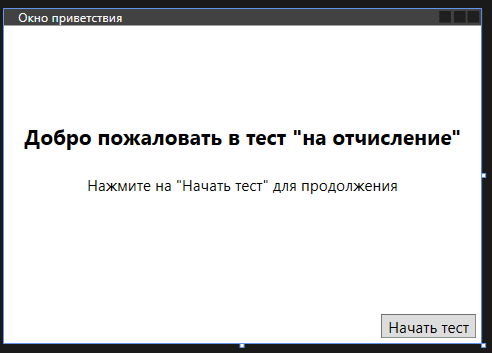 Окно приветствия
Добро пожаловать в тест "на отчисление"
Нажмите на "Начать тест" для продолжения
Начать тест